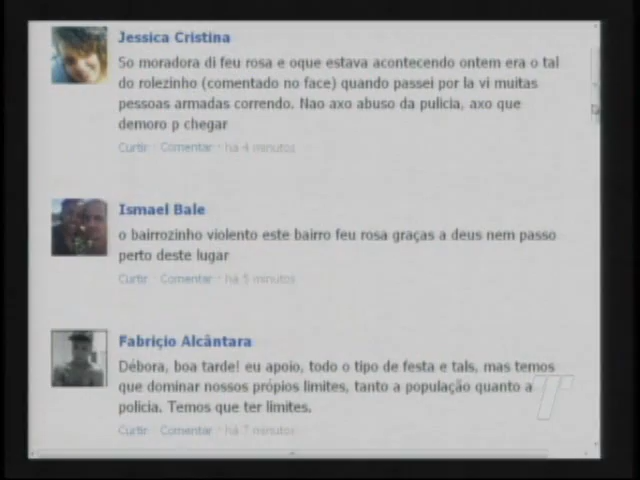 Jessica Cristina
So moradora di feu rosa e oque estava acontecendo ontem era o tal
do rolezinho (comentado no face) quando passei por la vi muitas
pessoas armadas correndo. Nao axo abuso da pulicia, axo que
demoro p chegar
Curtir · Comentar · há 4 minutos
Ismael Bale
o bairrozinho violento este bairro feu rosa graças a deus nem passo
perto deste lugar
Curtir · Comentar · há 5 minutos
Fabriçio Alcântara
Débora, boa tarde! eu apoio, todo o tipo de festa e tals, mas temos
que dominar nossos própios limites, tanto a população quanto a
policia. Temos que ter limites.
Curtir · Comentar · há 7 minutos
T